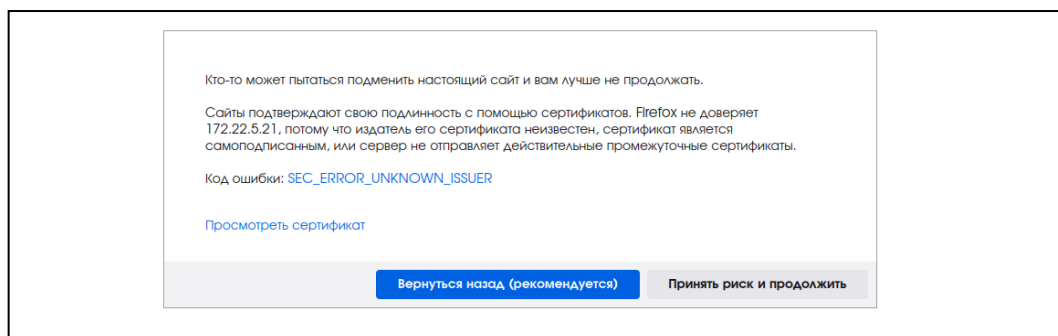 Кто-то может пытаться подменить настоящий сайт и вам лучше не продолжать.
Сайты подтверждают свою подлинность с помощью сертификатов. Firefox не доверяет
172.22.5.21, потому что издатель его сертификата неизвестен, сертификат является
самоподписанным, или сервер не отправляет действительные промежуточные сертификаты.
Код ошибки: SEC_ERROR_UNKNOWN_ISSUER
Просмотреть сертификат
Вернуться назад (рекомендуется) Принять риск и продолжить